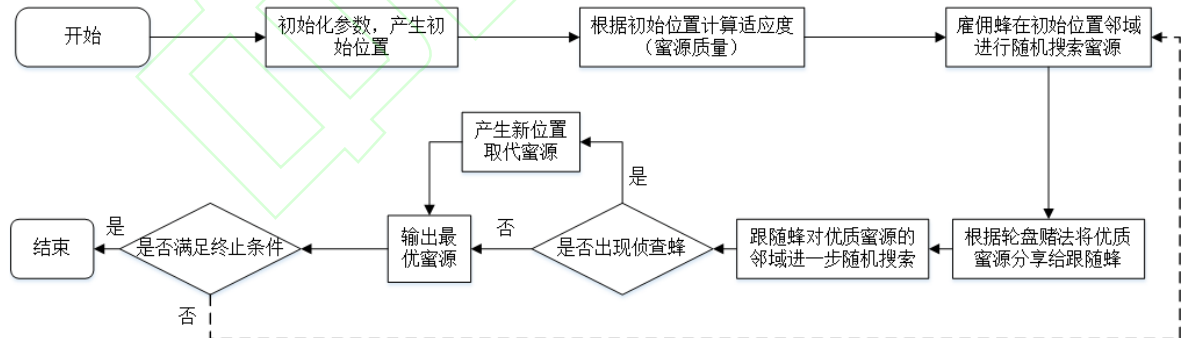 开始
初始化参数，产生初
始位置
根据初始位置计算适应度
（蜜源质量）
雇佣蜂在初始位置邻域
进行随机搜索蜜源
产生新位置
取代蜜源
是
结束
是
是否满足终止条件
输出最
优蜜源
否
是否出现侦查蜂
跟随蜂对优质蜜源的
邻域进一步随机搜索
根据轮盘赌法将优质
蜜源分享给跟随蜂
否